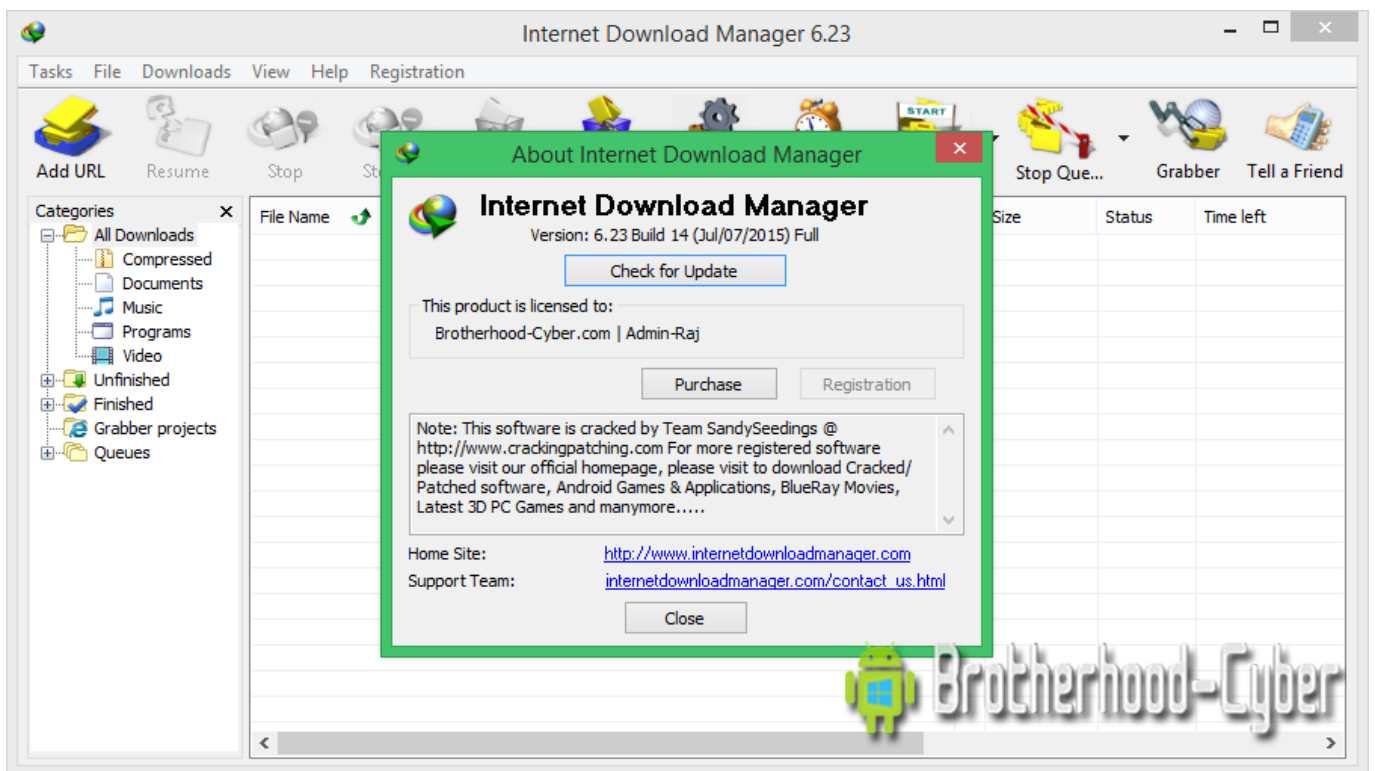 Internet Download Manager 6.23
Tasks File Downloads View Help Registration
Add URL Resume Stop Stop Que... Grabber Tell a Friend
START
About Internet Download Manager
Categories
All Downloads
Compressed
Documents
Music
Programs
Video
Unfinished
Finished
Grabber projects
Queues
File Name Size Status Time left
Internet Download Manager
Version: 6.23 Build 14 (Jul/07/2015) Full
Check for Update
This product is licensed to:
Brotherhood-Cyber.com | Admin-Raj
Purchase Registration
Note: This software is cracked by Team SandySeedings @
http://www.crackingpatching.com For more registered software
please visit our official homepage, please visit to download Cracked/
Patched software, Android Games & Applications, BlueRay Movies,
Latest 3D PC Games and manymore.....
Home Site: http://www.internetdownloadmanager.com
Support Team: internetdownloadmanager.com/contact_us.html
Close
Brotherhood-Cyber